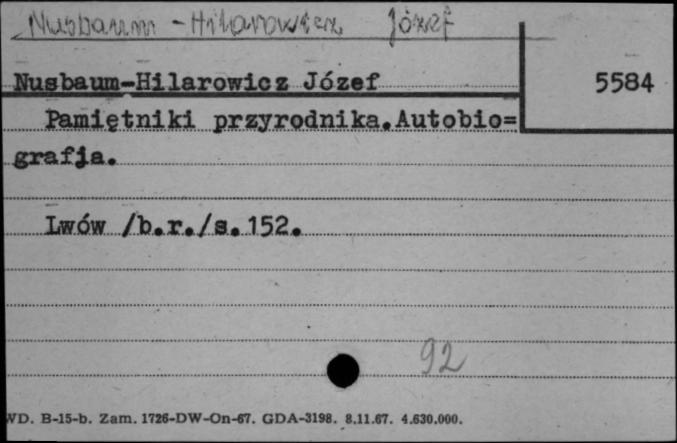 Nusbaum-Hilarowicz Józef
Nusbaum-Hilarowicz Józef
5584
Pamiętniki przyrodnika.Autobio=
grafja.
Lwów /b.r./s.152.
92
WD. B-15-b. Zam. 1726-DW-On-67. GDA-3198. 8.11.67. 4.630.000.